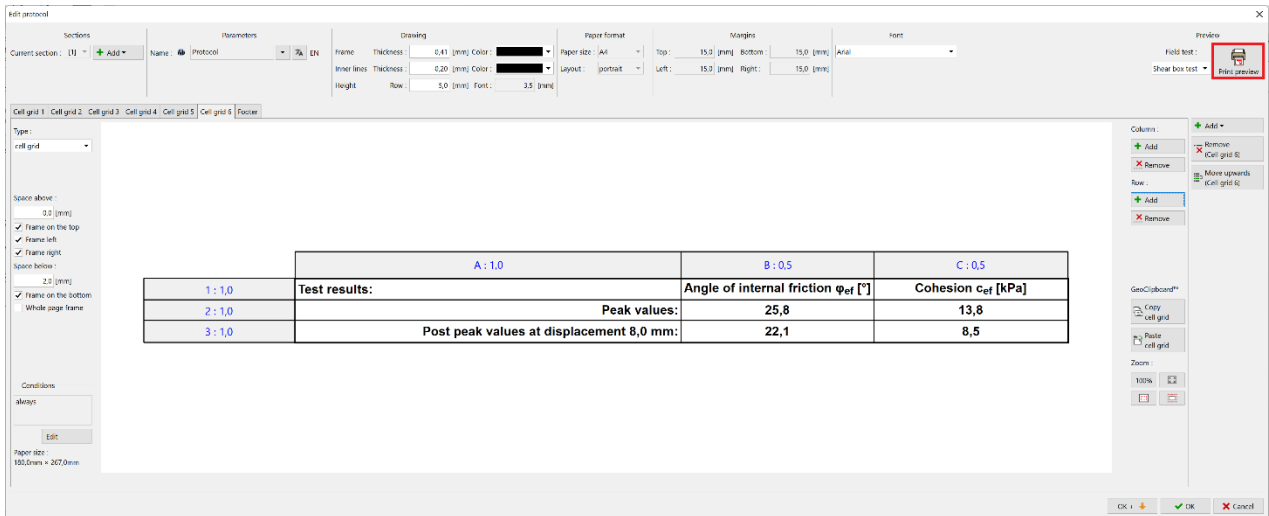 Edit protocol
Sections Parameters Drawing Paper format Margins Font Preview
Current section : [1] + Add Name : Protocol EN Frame Thickness : 0,41 [mm] Color : Paper size : A4 Top : 15,0 [mm] Bottom : 15,0 [mm] Arial Field test :
Inner lines Thickness : 0,20 [mm] Color : Layout : portrait Left : 15,0 [mm] Right : 15,0 [mm] Shear box test Print preview
Height Row : 5,0 [mm] Font : 3,5 [mm]
Cell grid 1 Cell grid 2 Cell grid 3 Cell grid 4 Cell grid 5 Cell grid 6 Footer
Type :
cell grid
Space above :
0,0 [mm]
Frame on the top
Frame left
Frame right
Space below :
2,0 [mm]
Frame on the bottom
Whole page frame
Conditions
always
Edit
Paper size :
180,0mm × 267,0mm
A : 1,0 B : 0,5 C : 0,5
1 : 1,0 Test results: Angle of internal friction φef [°] Cohesion cef [kPa]
2 : 1,0 Peak values: 25,8 13,8
3 : 1,0 Post peak values at displacement 8,0 mm: 22,1 8,5
Column :
+ Add
Remove
Row :
+ Add
Remove
GeoClipboard™
Copy
cell grid
Paste
cell grid
Zoom :
100%
+ Add
Remove
(Cell grid 6)
Move upwards
(Cell grid 6)
OK + OK Cancel